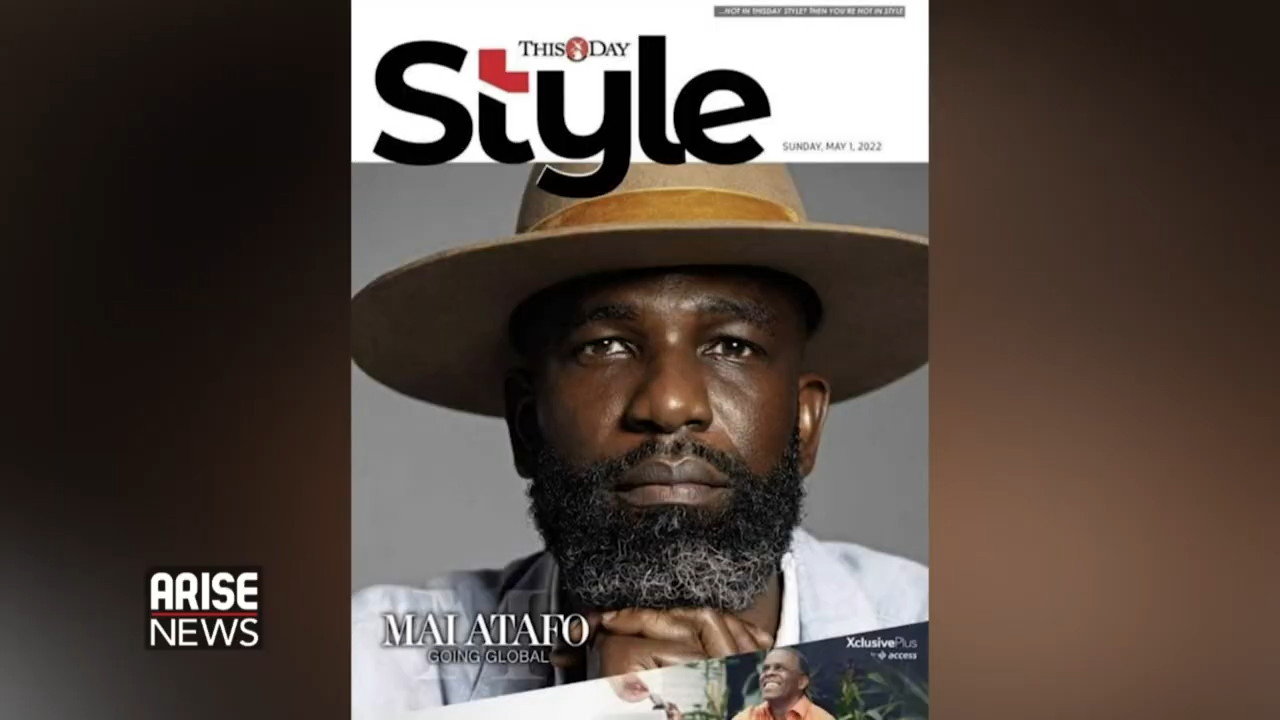 ...NOT IN THISDAY STYLE? THEN YOU'RE NOT IN STYLE
THISDAY
Style
SUNDAY, MAY 1, 2022
MAI ATAFO
GOING GLOBAL
XclusivePlus
by access
ARISE
NEWS